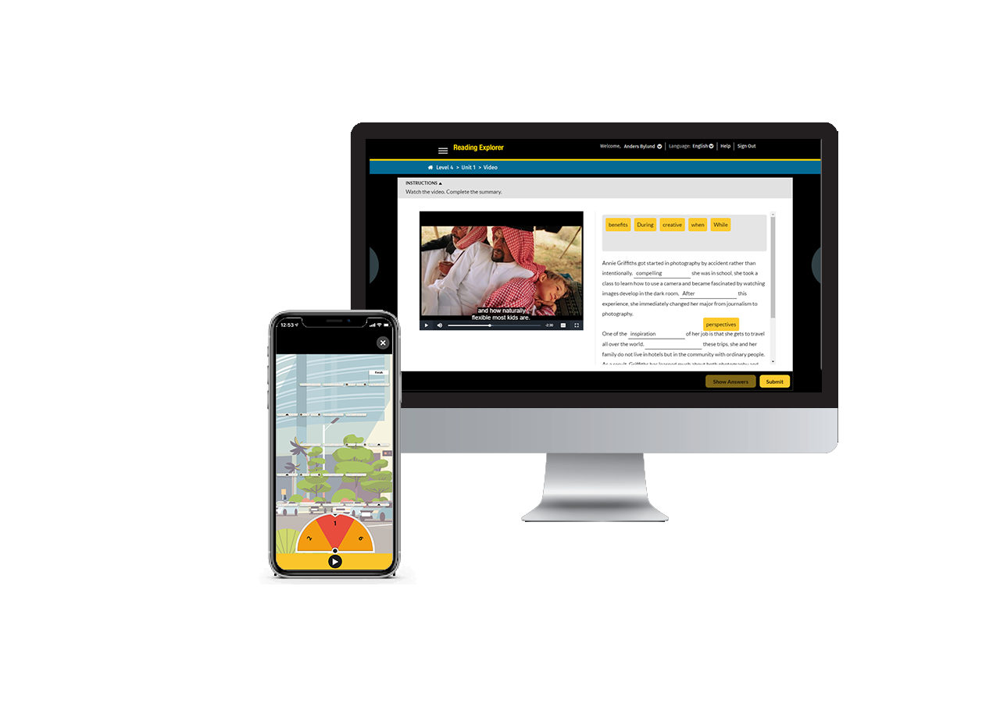 Reading Explorer
Welcome, Anders Bylund | Language: English | Help | Sign Out
Level 4 > Unit 1 > Video
INSTRUCTIONS
Watch the video. Complete the summary.
benefits During creative when While
Annie Griffiths got started in photography by accident rather than
intentionally. compelling she was in school, she took a
class to learn how to use a camera and became fascinated by watching
images develop in the dark room. After this
experience, she immediately changed her major from journalism to
photography.
perspectives
One of the inspiration of her job is that she gets to travel
all over the world. these trips, she and her
family do not live in hotels but in the community with ordinary people.
As a result, Griffiths has learned much about both photography and
and how naturally
flexible most kids are.
-2:30
Show Answers Submit
12:53
Finish
2 1 6